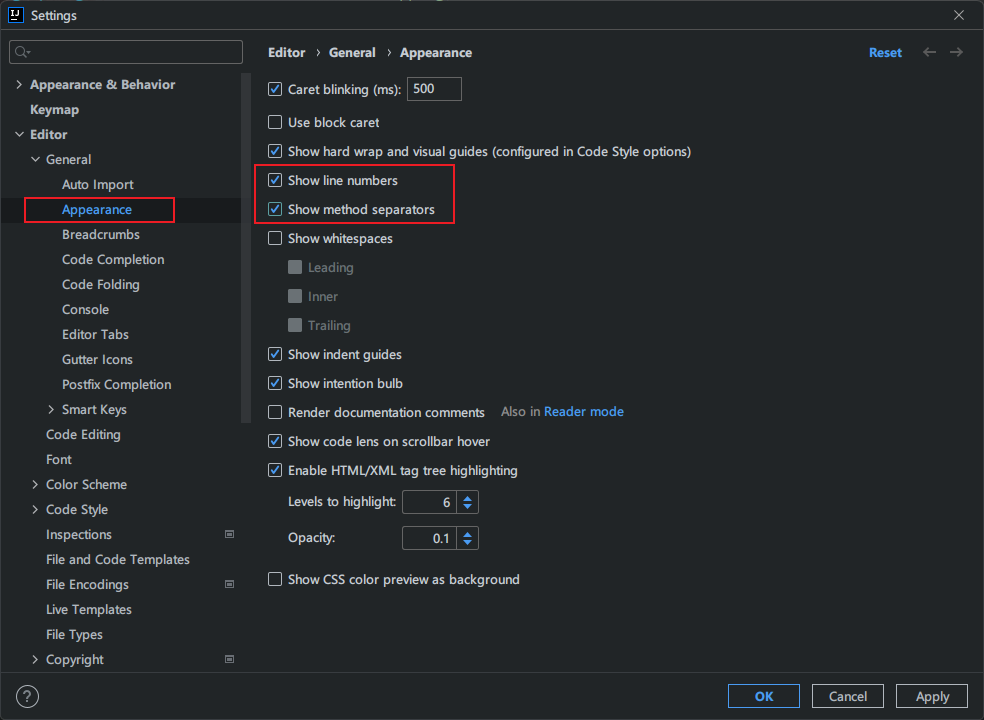 IJ
Settings
Editor › General › Appearance
Reset
Appearance & Behavior
Keymap
Editor
General
Auto Import
Appearance
Breadcrumbs
Code Completion
Code Folding
Console
Editor Tabs
Gutter Icons
Postfix Completion
Smart Keys
Code Editing
Font
Color Scheme
Code Style
Inspections
File and Code Templates
File Encodings
Live Templates
File Types
Copyright
Caret blinking (ms): 500
Use block caret
Show hard wrap and visual guides (configured in Code Style options)
Show line numbers
Show method separators
Show whitespaces
Leading
Inner
Trailing
Show indent guides
Show intention bulb
Render documentation comments Also in Reader mode
Show code lens on scrollbar hover
Enable HTML/XML tag tree highlighting
Levels to highlight: 6
Opacity: 0.1
Show CSS color preview as background
? OK Cancel Apply